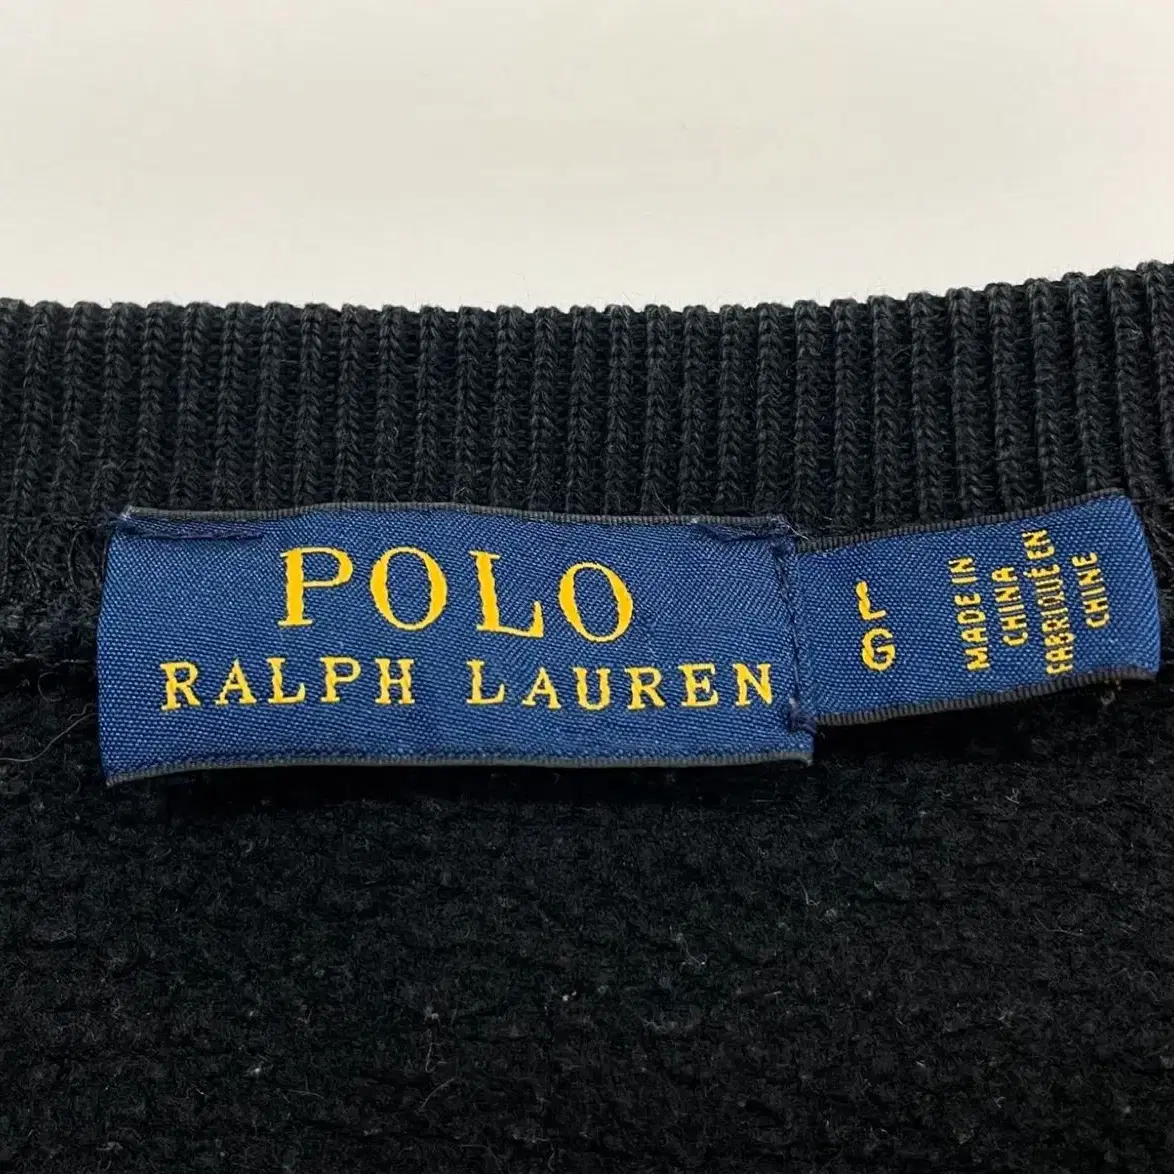 POLO
RALPH LAUREN
L
G
MADE IN
CHINA
FABRIQUÉ EN
CHINE